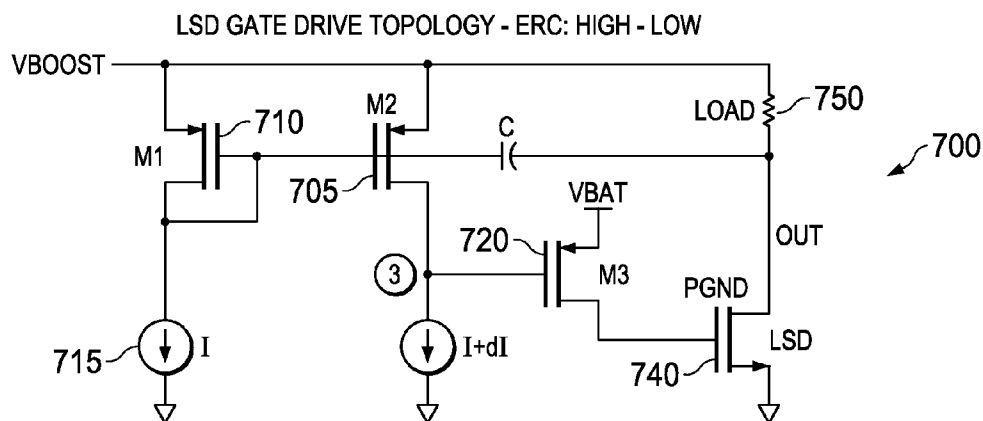 LSD GATE DRIVE TOPOLOGY - ERC: HIGH - LOW
VBOOST
M2
710
LOAD
750
M1
C
700
705
VBAT
720
OUT
3
M3
PGND
715
I
I+dI
LSD
740